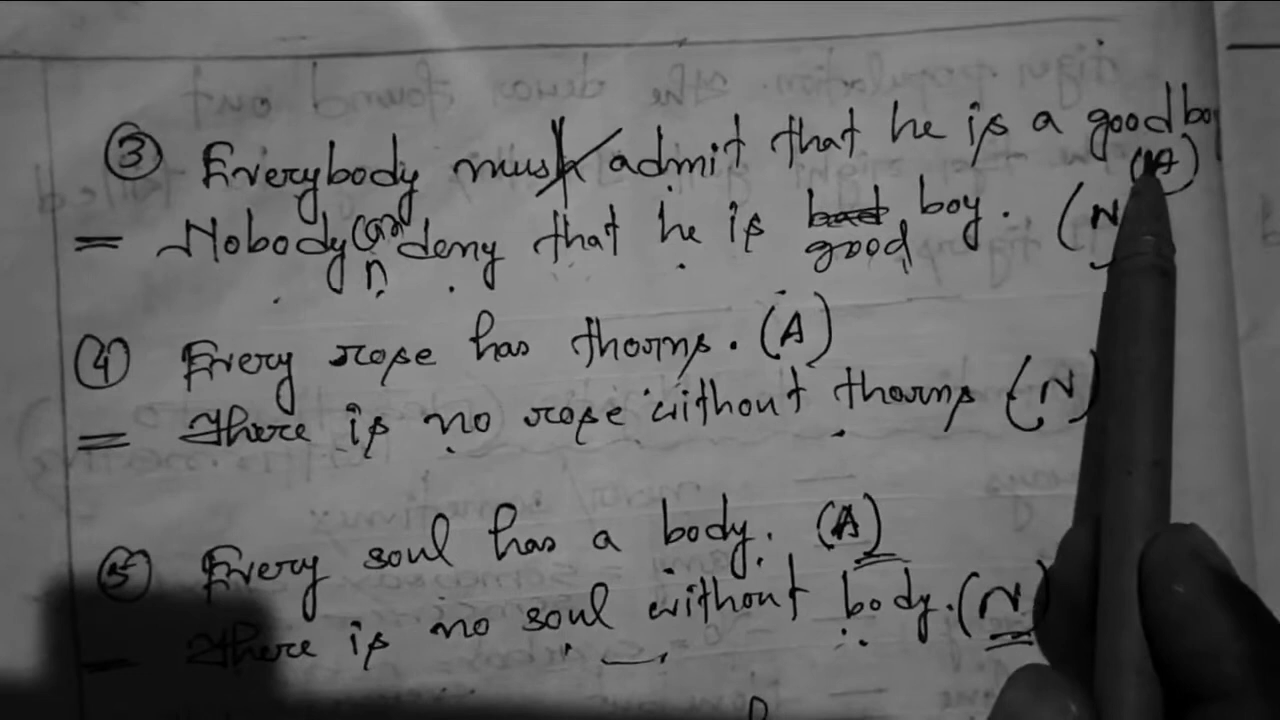 ③ Everybody must admit that he is a good bo (A)
= Nobody can deny that he is good boy. (N
④ Every rose has thorns. (A)
= There is no rose without thorns (N)
⑤ Every soul has a body. (A)
= There is no soul without body. (N)